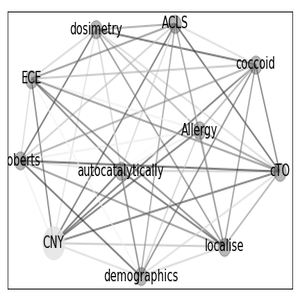 ACLS
dosimetry
coccoid
ECE
Allergy
oberts
autocatalytically
cTO
CNY
localise
demographics